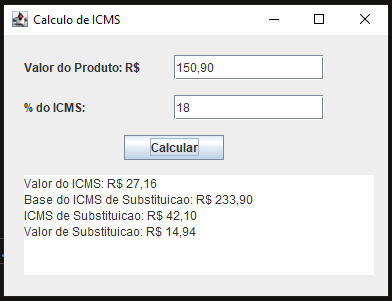 Calculo de ICMS
Valor do Produto: R$ 150,90
% do ICMS: 18
Calcular
Valor do ICMS: R$ 27,16
Base do ICMS de Substituicao: R$ 233,90
ICMS de Substituicao: R$ 42,10
Valor de Substituicao: R$ 14,94